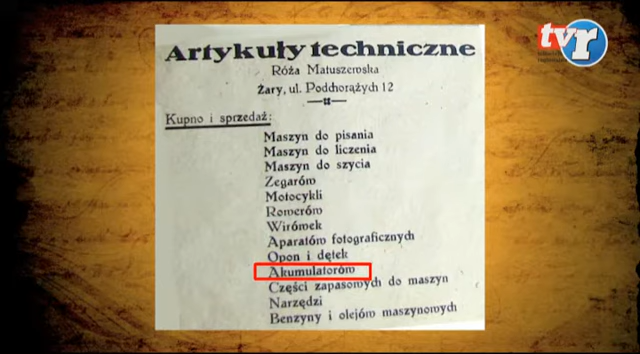 tvr
Artykuły techniczne
Róża Matuszewska
Żary, ul. Podchorążych 12
Kupno i sprzedaż:
Maszyn do pisania
Maszyn do liczenia
Maszyn do szycia
Zegarów
Motocykli
Rowerów
Wirówek
Aparatów fotograficznych
Opon i dętek
Akumulatorów
Części zapasowych do maszyn
Narzędzi
Benzyny i olejów maszynowych